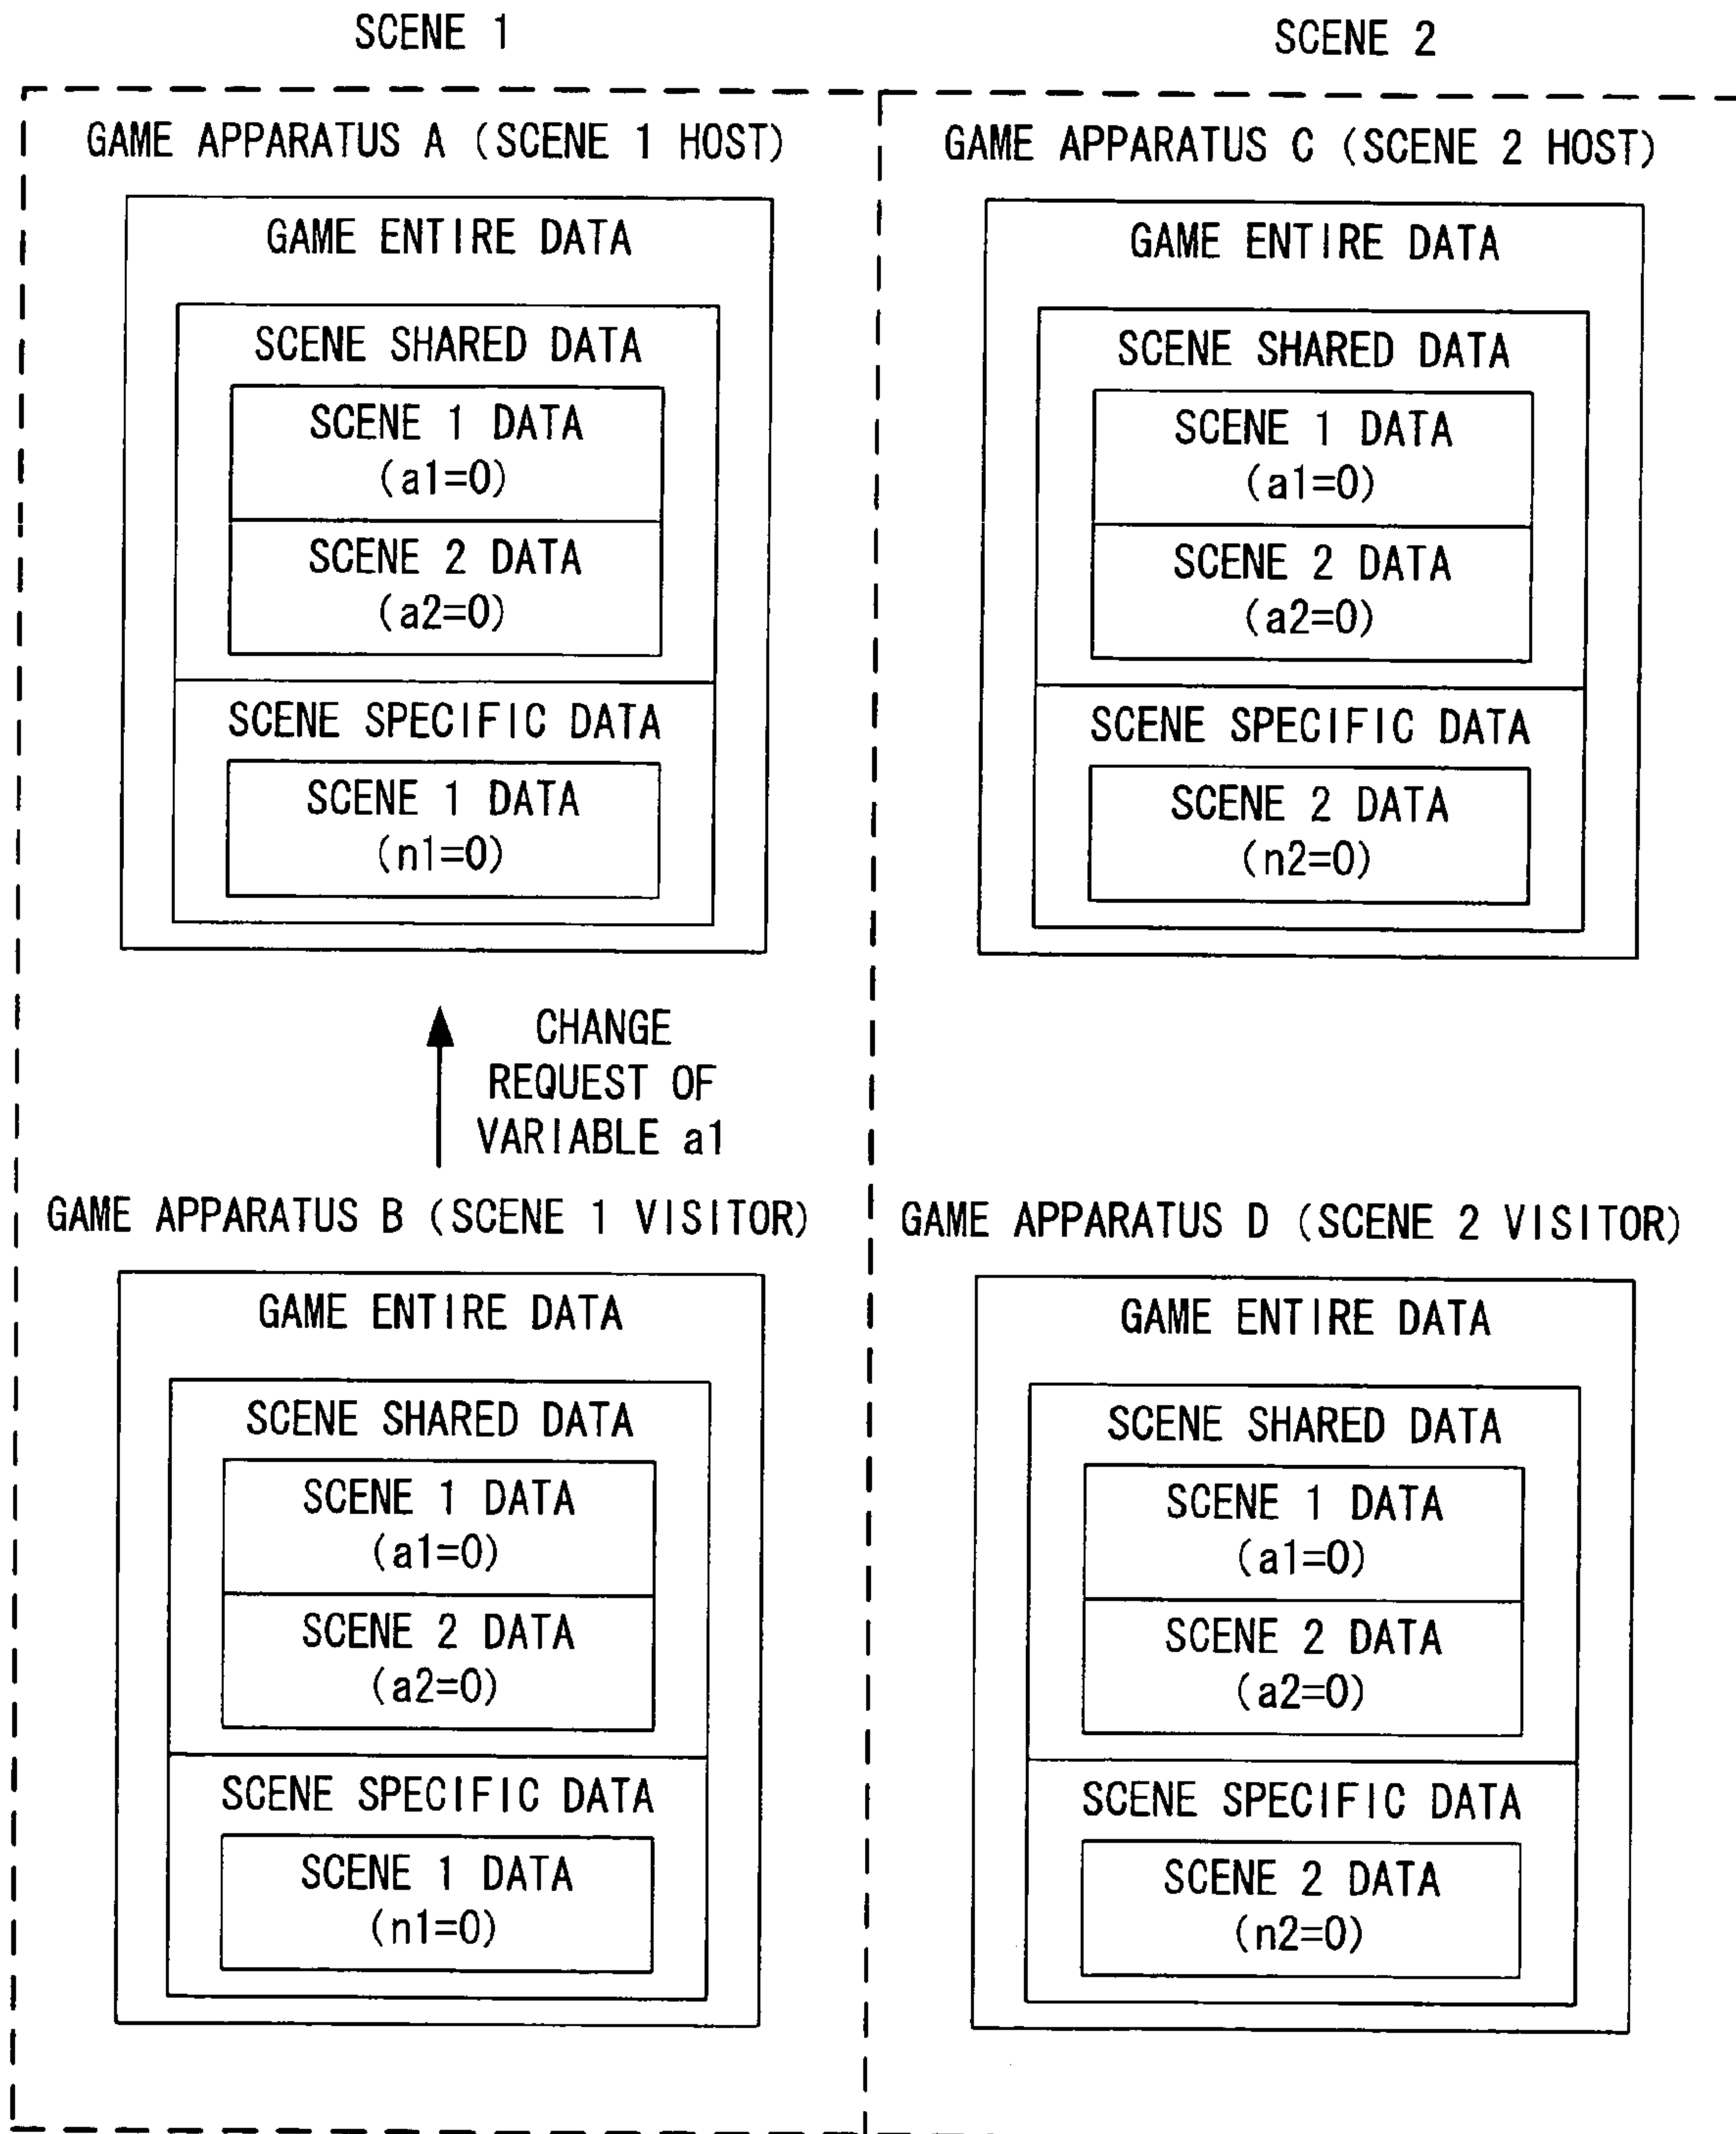 SCENE 1
SCENE 2
GAME APPARATUS A (SCENE 1 HOST)
GAME ENTIRE DATA
SCENE SHARED DATA
SCENE 1 DATA
(a1=0)
SCENE 2 DATA
(a2=0)
SCENE SPECIFIC DATA
SCENE 1 DATA
(n1=0)
CHANGE
REQUEST OF
VARIABLE a1
GAME APPARATUS B (SCENE 1 VISITOR)
GAME ENTIRE DATA
SCENE SHARED DATA
SCENE 1 DATA
(a1=0)
SCENE 2 DATA
(a2=0)
SCENE SPECIFIC DATA
SCENE 1 DATA
(n1=0)
GAME APPARATUS C (SCENE 2 HOST)
GAME ENTIRE DATA
SCENE SHARED DATA
SCENE 1 DATA
(a1=0)
SCENE 2 DATA
(a2=0)
SCENE SPECIFIC DATA
SCENE 2 DATA
(n2=0)
GAME APPARATUS D (SCENE 2 VISITOR)
GAME ENTIRE DATA
SCENE SHARED DATA
SCENE 1 DATA
(a1=0)
SCENE 2 DATA
(a2=0)
SCENE SPECIFIC DATA
SCENE 2 DATA
(n2=0)